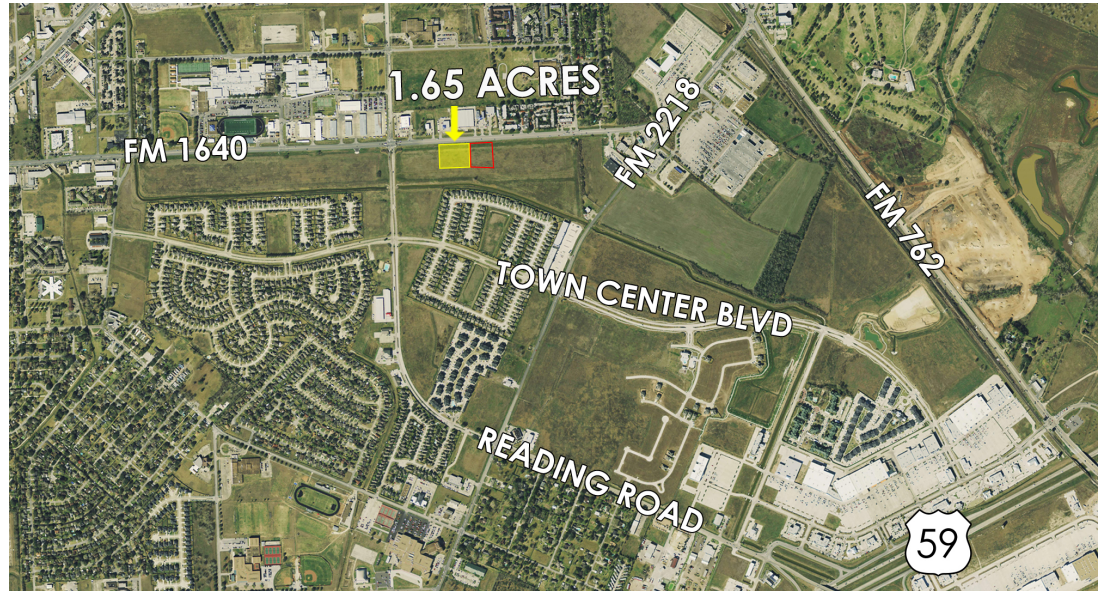 1.65 ACRES
FM 1640
FM 2218
FM 762
TOWN CENTER BLVD
READING ROAD
59